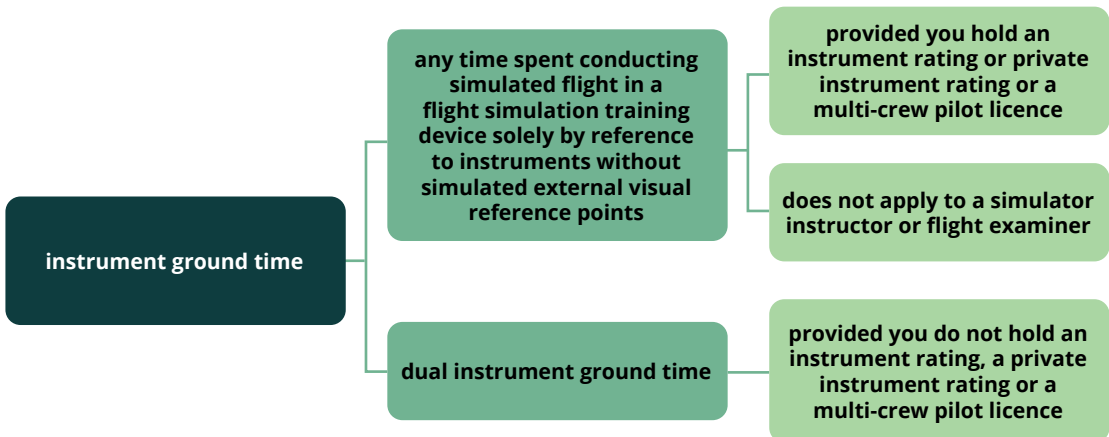 instrument ground time
any time spent conducting
simulated flight in a
flight simulation training
device solely by reference
to instruments without
simulated external visual
reference points
provided you hold an
instrument rating or private
instrument rating or a
multi-crew pilot licence
does not apply to a simulator
instructor or flight examiner
dual instrument ground time
provided you do not hold an
instrument rating, a private
instrument rating or a
multi-crew pilot licence